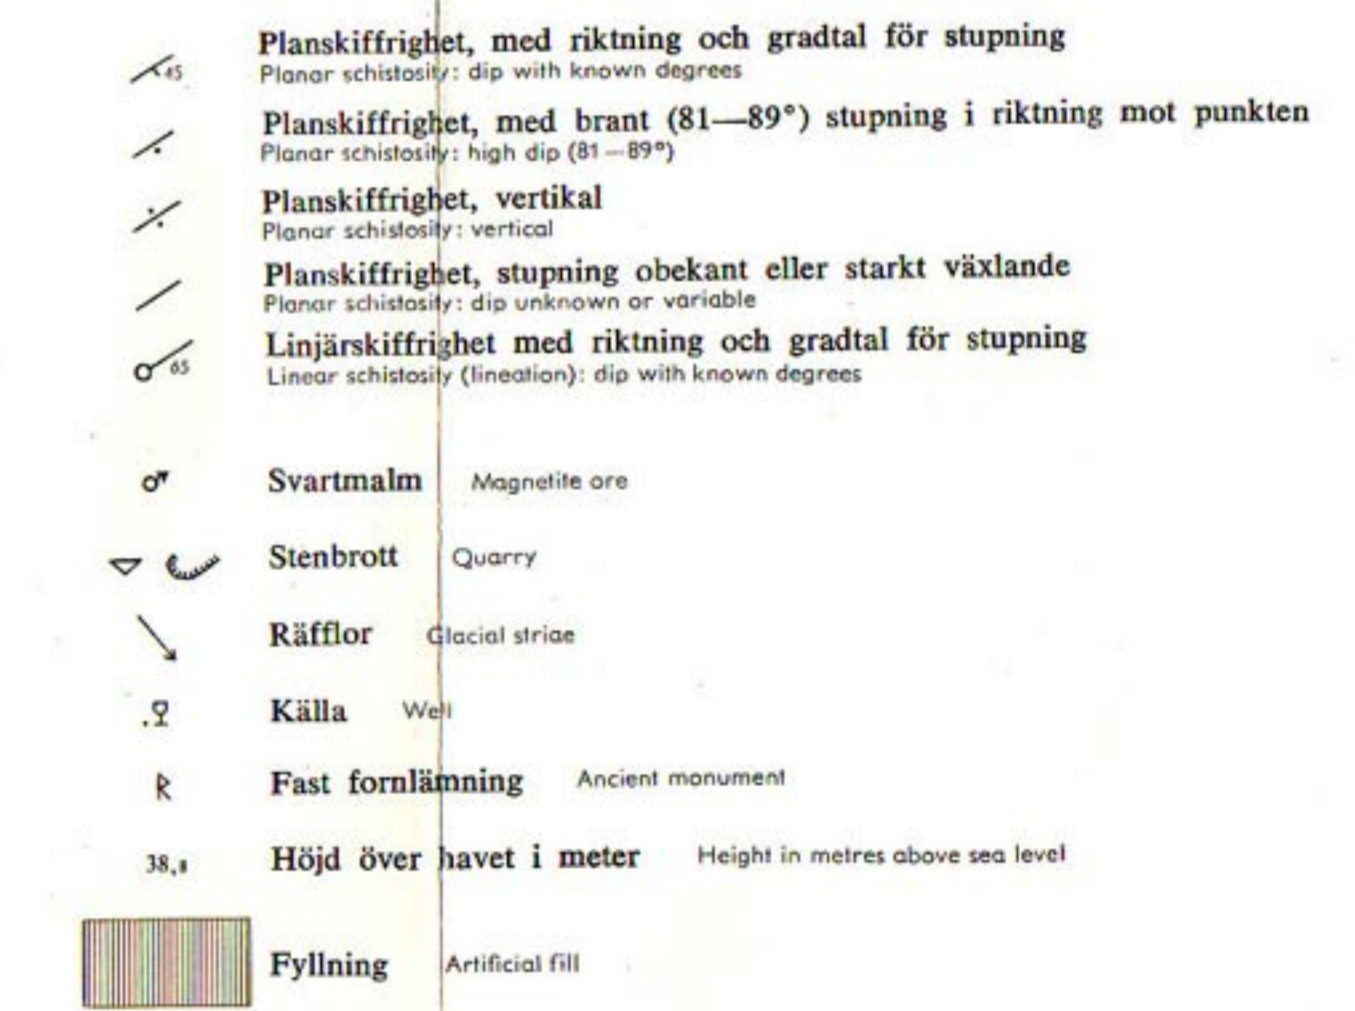 Planskiffrighet, med riktning och gradtal för stupning
45 Planar schistosity: dip with known degrees
Planskiffrighet, med brant (81—89°) stupning i riktning mot punkten
Planar schistosity: high dip (81—89°)
Planskiffrighet, vertikal
Planar schistosity: vertical
Planskiffrighet, stupning obekant eller starkt växlande
Planar schistosity: dip unknown or variable
Linjärskiffrighet med riktning och gradtal för stupning
65 Linear schistosity (lineation): dip with known degrees
Svartmalm Magnetite ore
Stenbrott Quarry
Räfflor Glacial striae
Källa Well
R Fast fornlämning Ancient monument
38,8 Höjd över havet i meter Height in metres above sea level
Fyllning Artificial fill